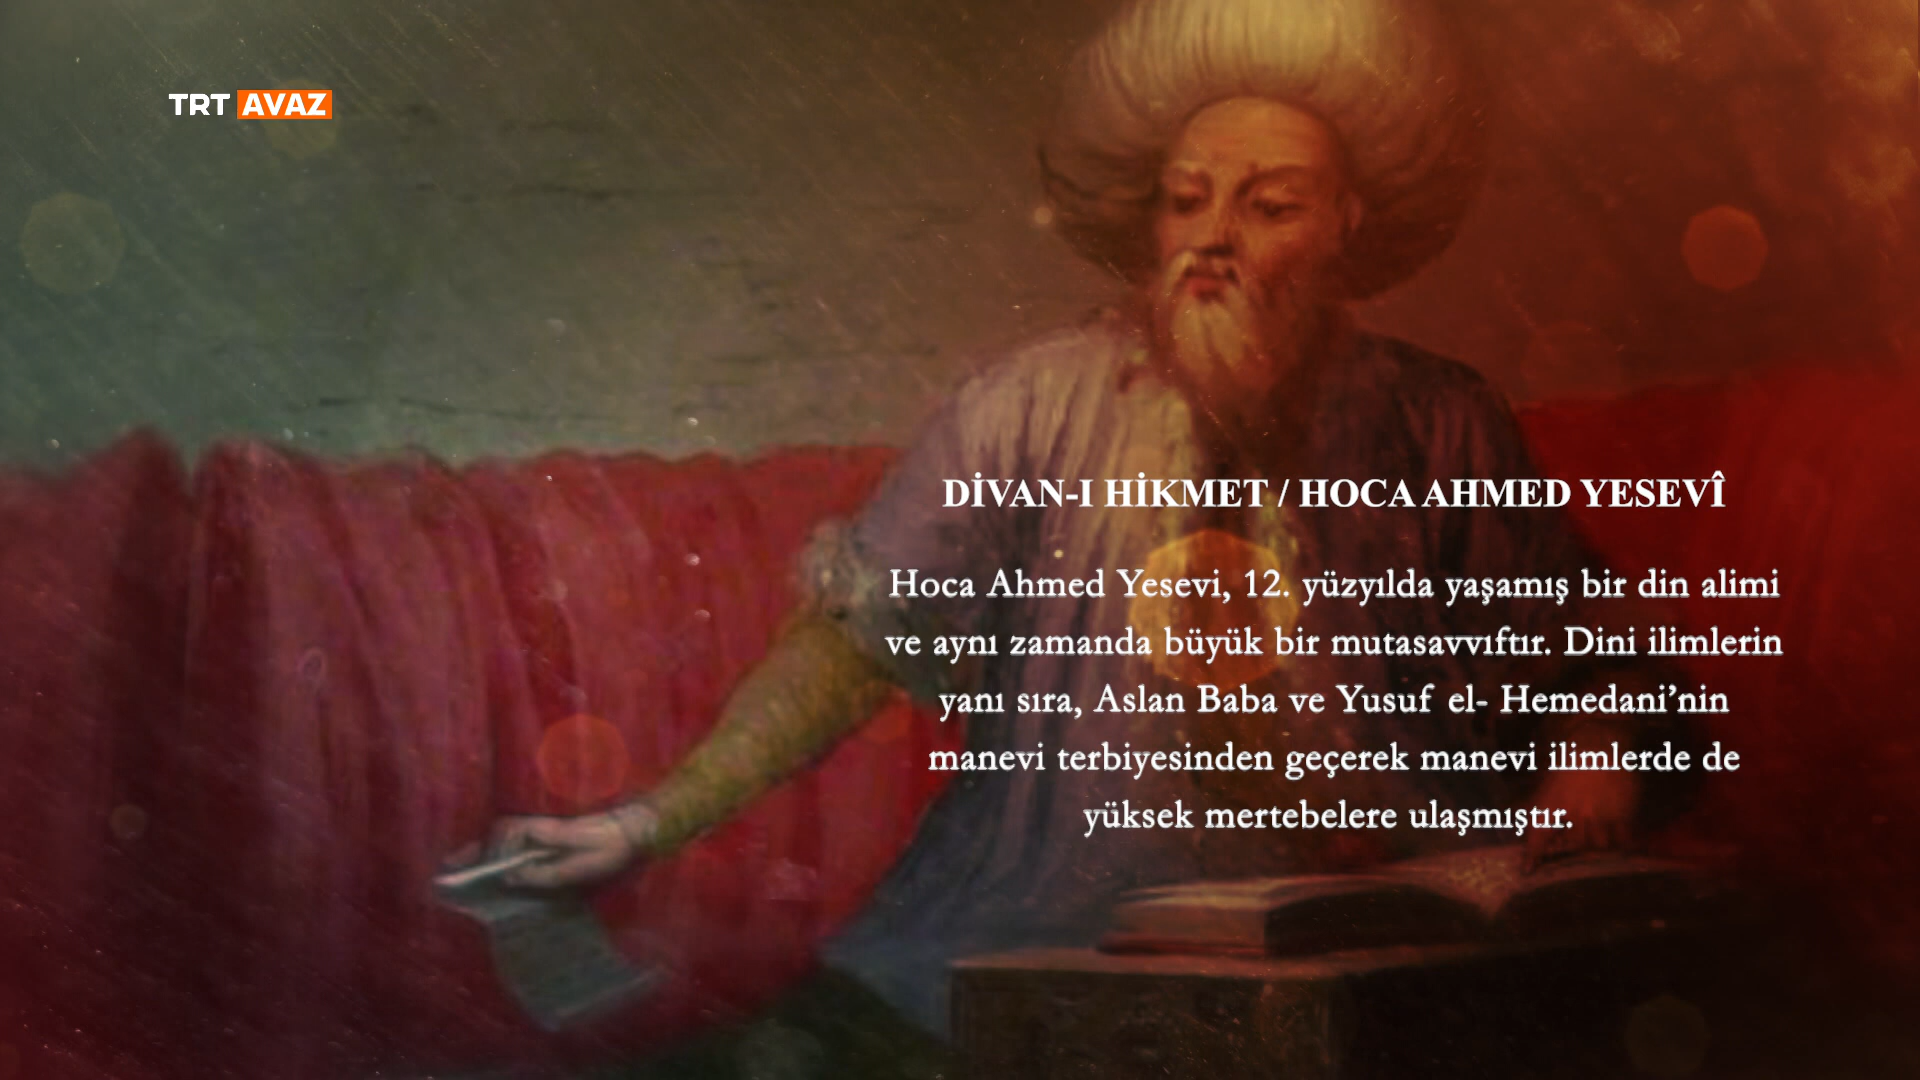 TRT AVAZ
DİVAN-I HİKMET / HOCA AHMED YESEVÎ
Hoca Ahmed Yesevi, 12. yüzyılda yaşamış bir din alimi
ve aynı zamanda büyük bir mutasavvıftır. Dini ilimlerin
yanı sıra, Aslan Baba ve Yusuf el- Hemedani’nin
manevi terbiyesinden geçerek manevi ilimlerde de
yüksek mertebelere ulaşmıştır.